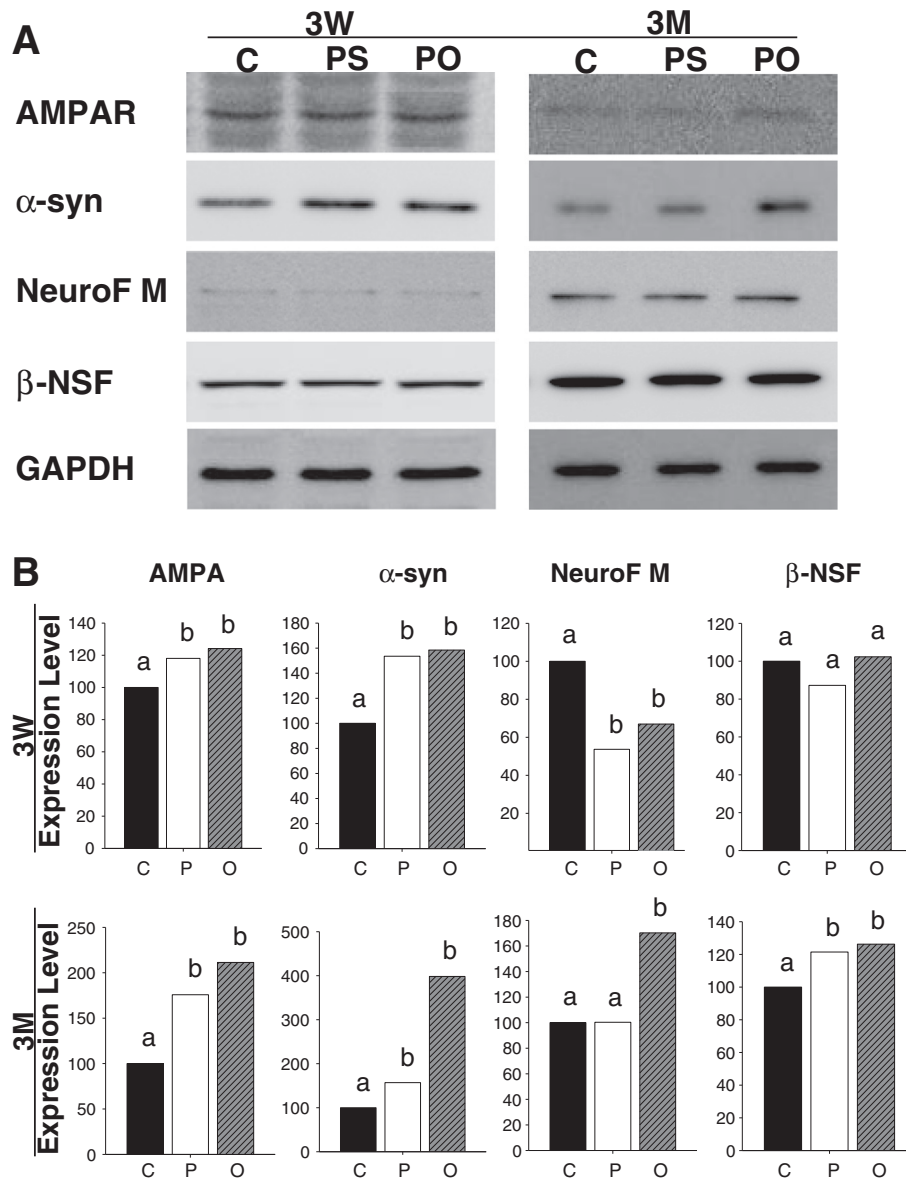 A
3W 3M
C PS PO C PS PO
AMPAR
α-syn
NeuroF M
β-NSF
GAPDH
B
AMPA α-syn NeuroF M β-NSF
3W
Expression Level
140
120
100
80
60
40
20
0
a b b
C P O
180
160
140
120
100
80
60
40
20
0
a b b
C P O
120
100
80
60
40
20
a b b
C P O
120
100
80
60
40
20
0
a a a
C P O
3M
Expression Level
250
200
150
100
50
0
a b b
C P O
500
400
300
200
100
0
a b b
C P O
180
160
140
120
100
80
60
40
20
0
a a b
C P O
140
120
100
80
60
40
20
0
a b b
C P O